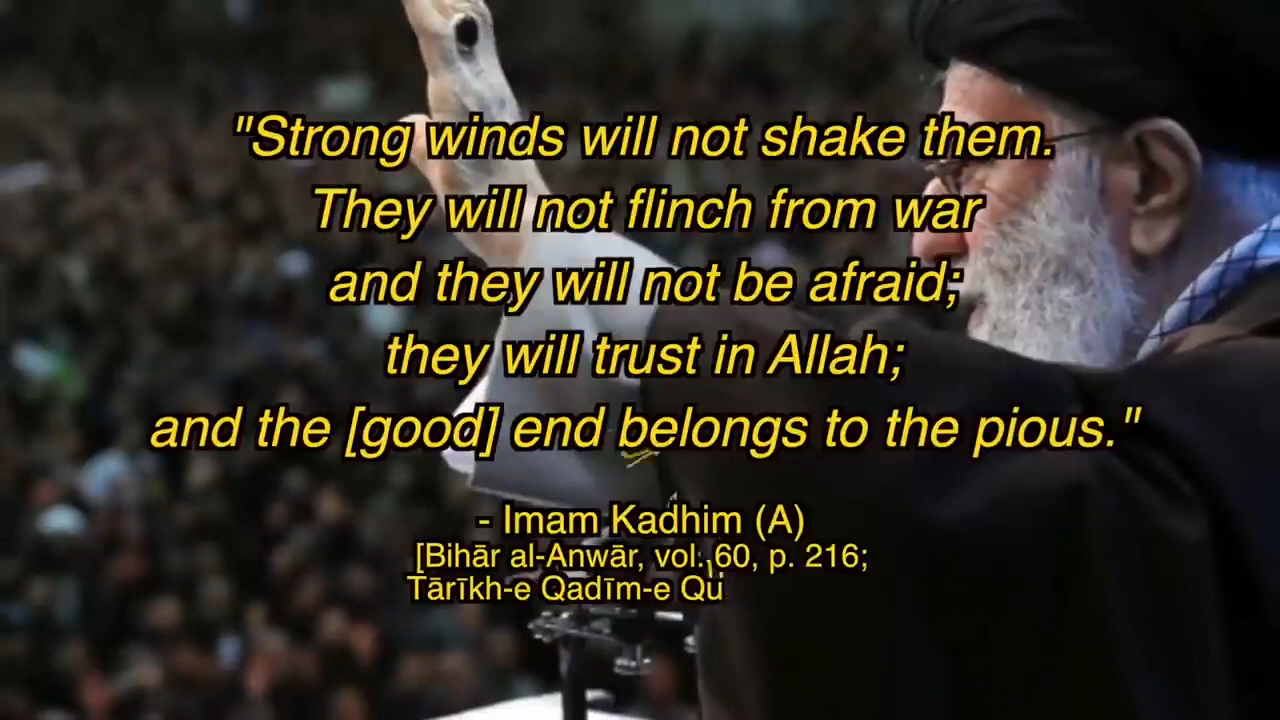 "Strong winds will not shake them.
They will not flinch from war
and they will not be afraid;
they will trust in Allah;
and the [good] end belongs to the pious."
- Imam Kadhim (A)
[Bihār al-Anwār, vol. 60, p. 216;
Tārīkh-e Qadīm-e Qu